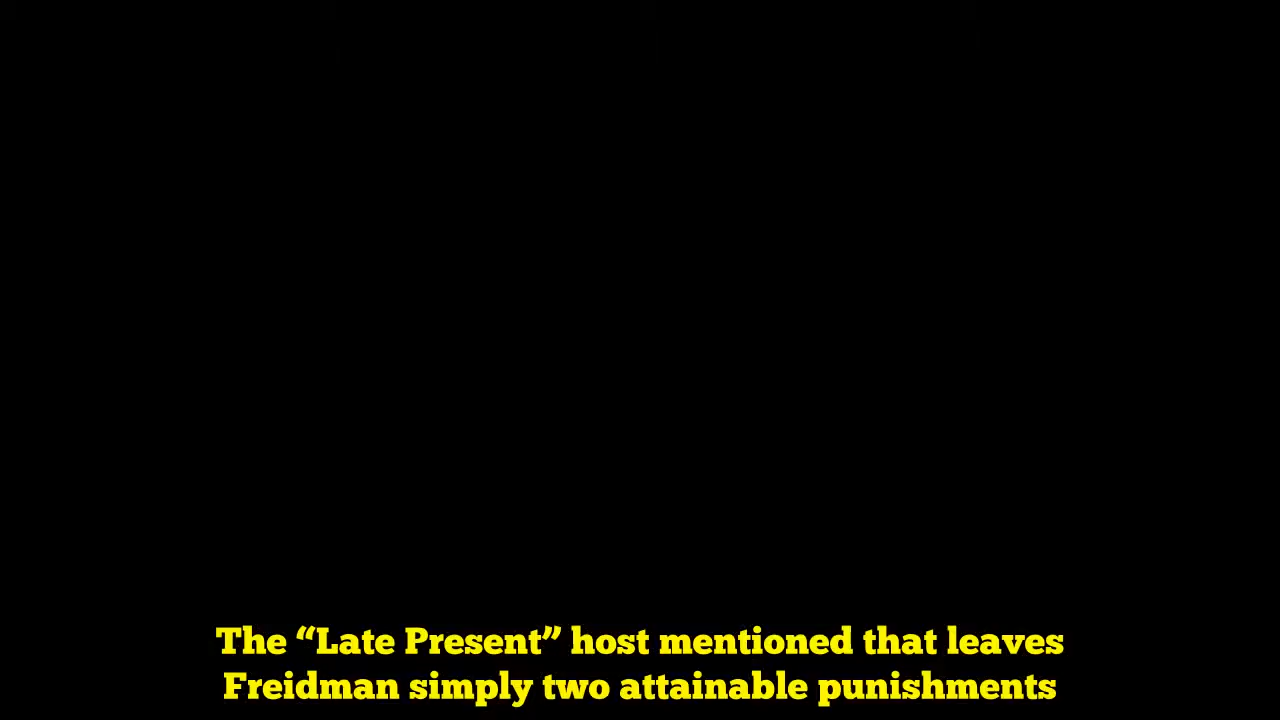 The “Late Present” host mentioned that leaves
Freidman simply two attainable punishments